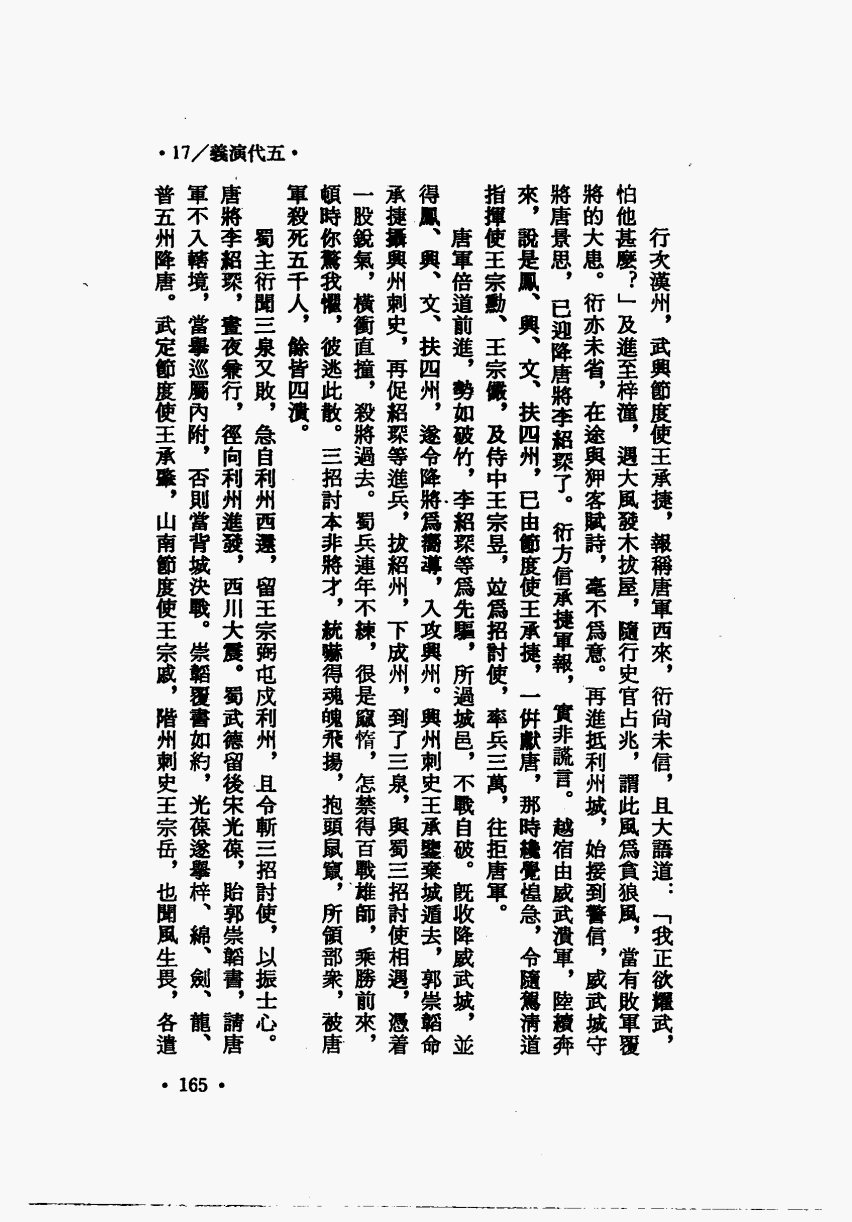 •17/義演代五•
行次漢州，武興節度使王承捷，報稱唐軍西來，衍尙未信，且大語道：「我正欲耀武，
怕他甚麼？」及進至梓潼，遇大風發木拔屋，隨行史官占兆，謂此風爲貪狼風，當有敗軍覆
將的大患。衍亦未省，在途與狎客賦詩，毫不爲意。再進抵利州城，始接到警信，威武城守
將唐景思，已迎降唐將李紹琛了。衍方信承捷軍報，實非謊言。越宿由威武潰軍，陸續奔
來，說是鳳、興、文、扶四州，已由節度使王承捷，一併獻唐，那時纔覺惶急，令隨駕淸道
指揮使王宗勳、王宗儼，及侍中王宗昱，竝爲招討使，率兵三萬，往拒唐軍。
唐軍倍道前進，勢如破竹，李紹琛等爲先驅，所過城邑，不戰自破。旣收降威武城，並
得鳳、興、文、扶四州，遂令降將爲嚮導，入攻興州。興州刺史王承鑒棄城遁去，郭崇韜命
承捷攝興州刺史，再促紹琛等進兵，拔紹州，下成州，到了三泉，與蜀三招討使相遇，憑着
一股銳氣，橫衝直撞，殺將過去。蜀兵連年不練，很是窳惰，怎禁得百戰雄師，乘勝前來，
頓時你驚我懼，彼逃此散。三招討本非將才，統嚇得魂魄飛揚，抱頭鼠竄，所領部衆，被唐
軍殺死五千人，餘皆四潰。
蜀主衍聞三泉又敗，急自利州西還，留王宗弼屯戍利州，且令斬三招討使，以振士心。
唐將李紹琛，晝夜兼行，徑向利州進發，西川大震。蜀武德留後宋光葆，貽郭崇韜書，請唐
軍不入轄境，當舉巡屬內附，否則當背城決戰。崇韜覆書如約，光葆遂舉梓、綿、劍、龍、
普五州降唐。武定節度使王承肇，山南節度使王宗威，階州刺史王宗岳，也聞風生畏，各遣
•165•